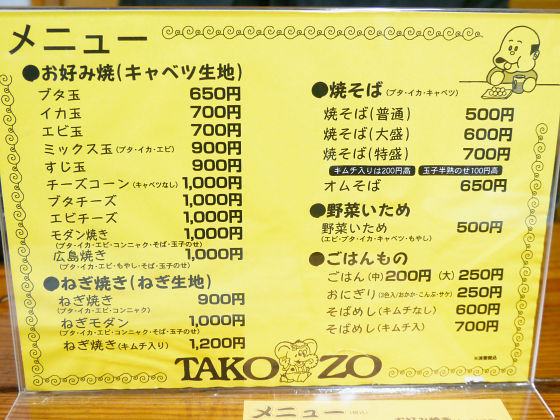 メニュー
●お好み焼(キャベツ生地)
ブタ玉 650円
イカ玉 700円
エビ玉 700円
ミックス玉(ブタ・イカ・エビ) 900円
すじ玉 900円
チーズコーン(キャベツなし) 1,000円
ブタチーズ 1,000円
エビチーズ 1,000円
モダン焼き 1,000円
(ブタ・イカ・エビ・コンニャク・そば・玉子のせ)
広島焼き 1,000円
(ブタ・イカ・エビ・もやし・そば・玉子のせ)
●ねぎ焼き(ねぎ生地)
ねぎ焼き 900円
(ブタ・イカ・エビ・コンニャク)
ねぎモダン 1,000円
(ブタ・イカ・エビ・コンニャク・そば・玉子のせ)
ねぎ焼き(キムチ入り) 1,200円
●焼そば(ブタ・イカ・キャベツ)
焼そば(普通) 500円
焼そば(大盛) 600円
焼そば(特盛) 700円
キムチ入りは200円高 玉子半熟のせ100円高
オムそば 650円
●野菜いため
野菜いため 500円
(エビ・ブタ・イカ・キャベツ・もやし)
●ごはんもの
ごはん(中)200円(大)250円
おにぎり(3色入/おかか・こんぶ・サケ) 250円
そばめし(キムチなし) 600円
そばめし(キムチ入) 700円
※消費税込
TAKO ZO
メニュー(税込)